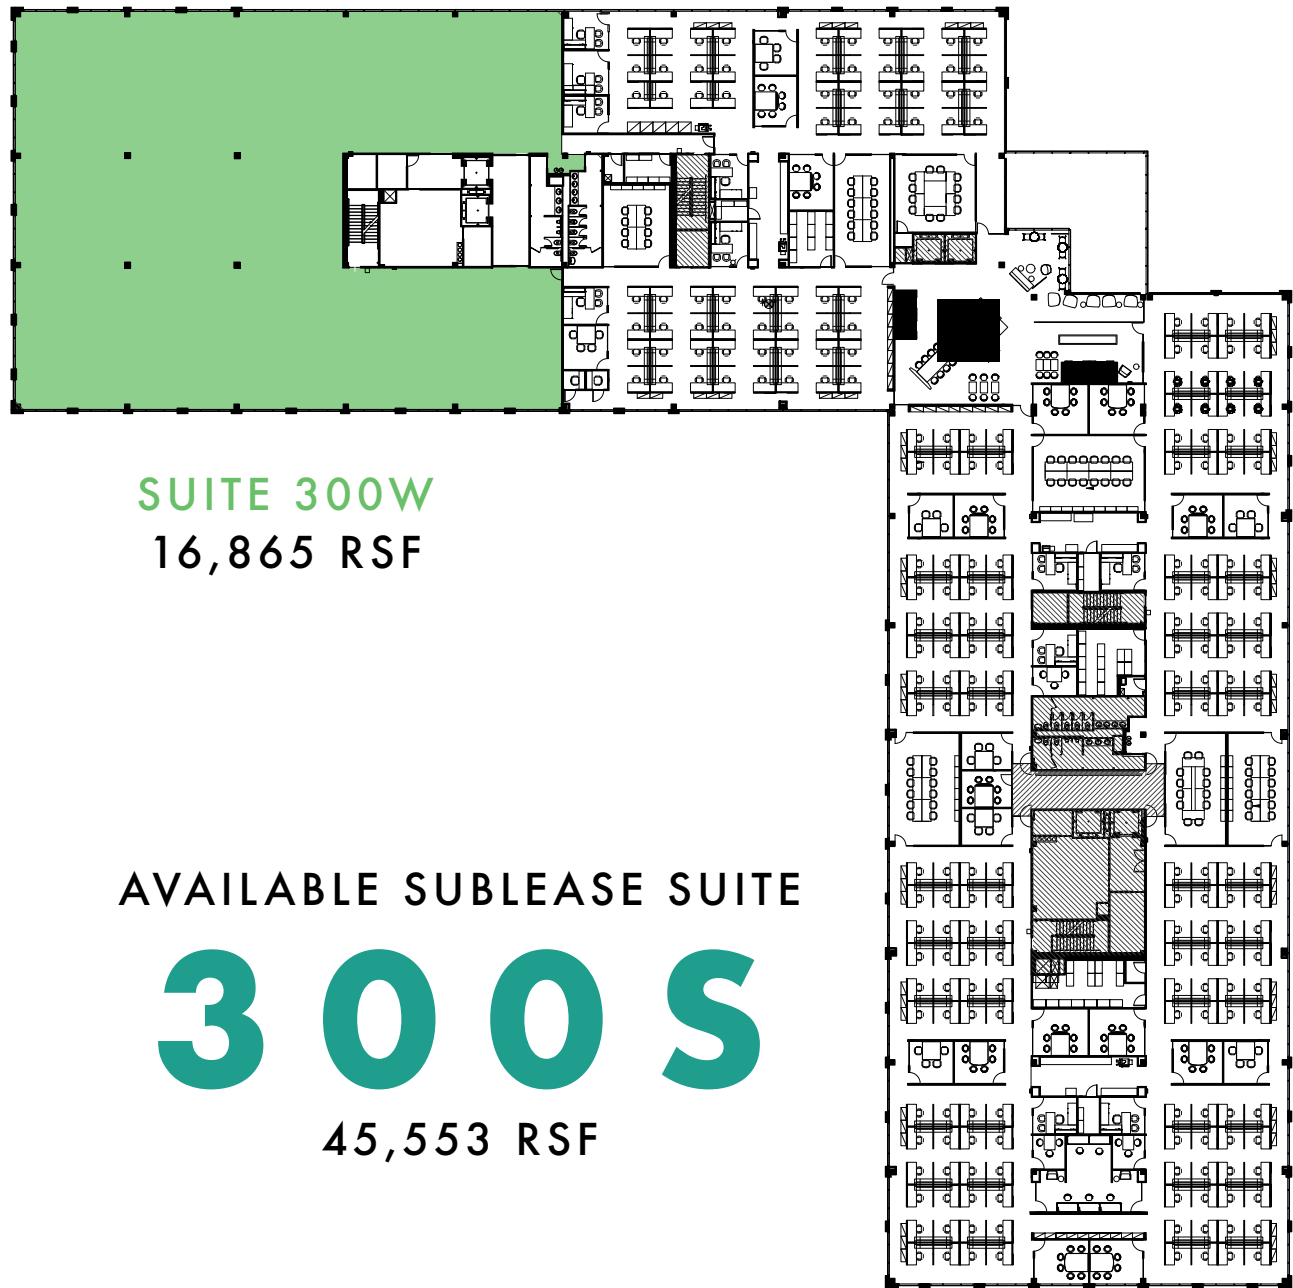 SUITE 300W
16,865 RSF
AVAILABLE SUBLEASE SUITE
300S
45,553 RSF